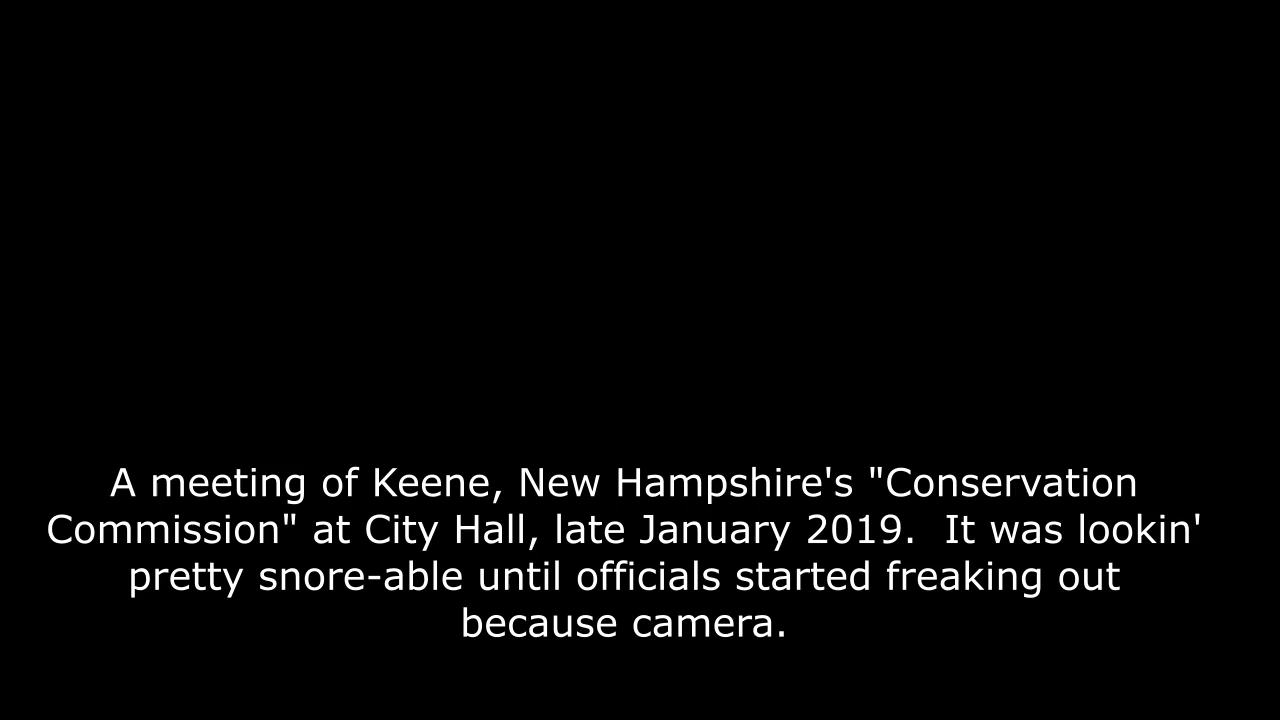 A meeting of Keene, New Hampshire's "Conservation
Commission" at City Hall, late January 2019.  It was lookin'
pretty snore-able until officials started freaking out
because camera.